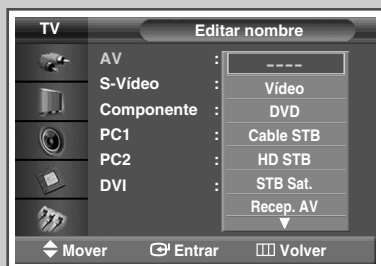 TV Editar nombre
AV : ----
S-Vídeo : Vídeo
Componente : DVD
PC1 : Cable STB
PC2 : HD STB
DVI : STB Sat.
Recep. AV
Mover Entrar Volver